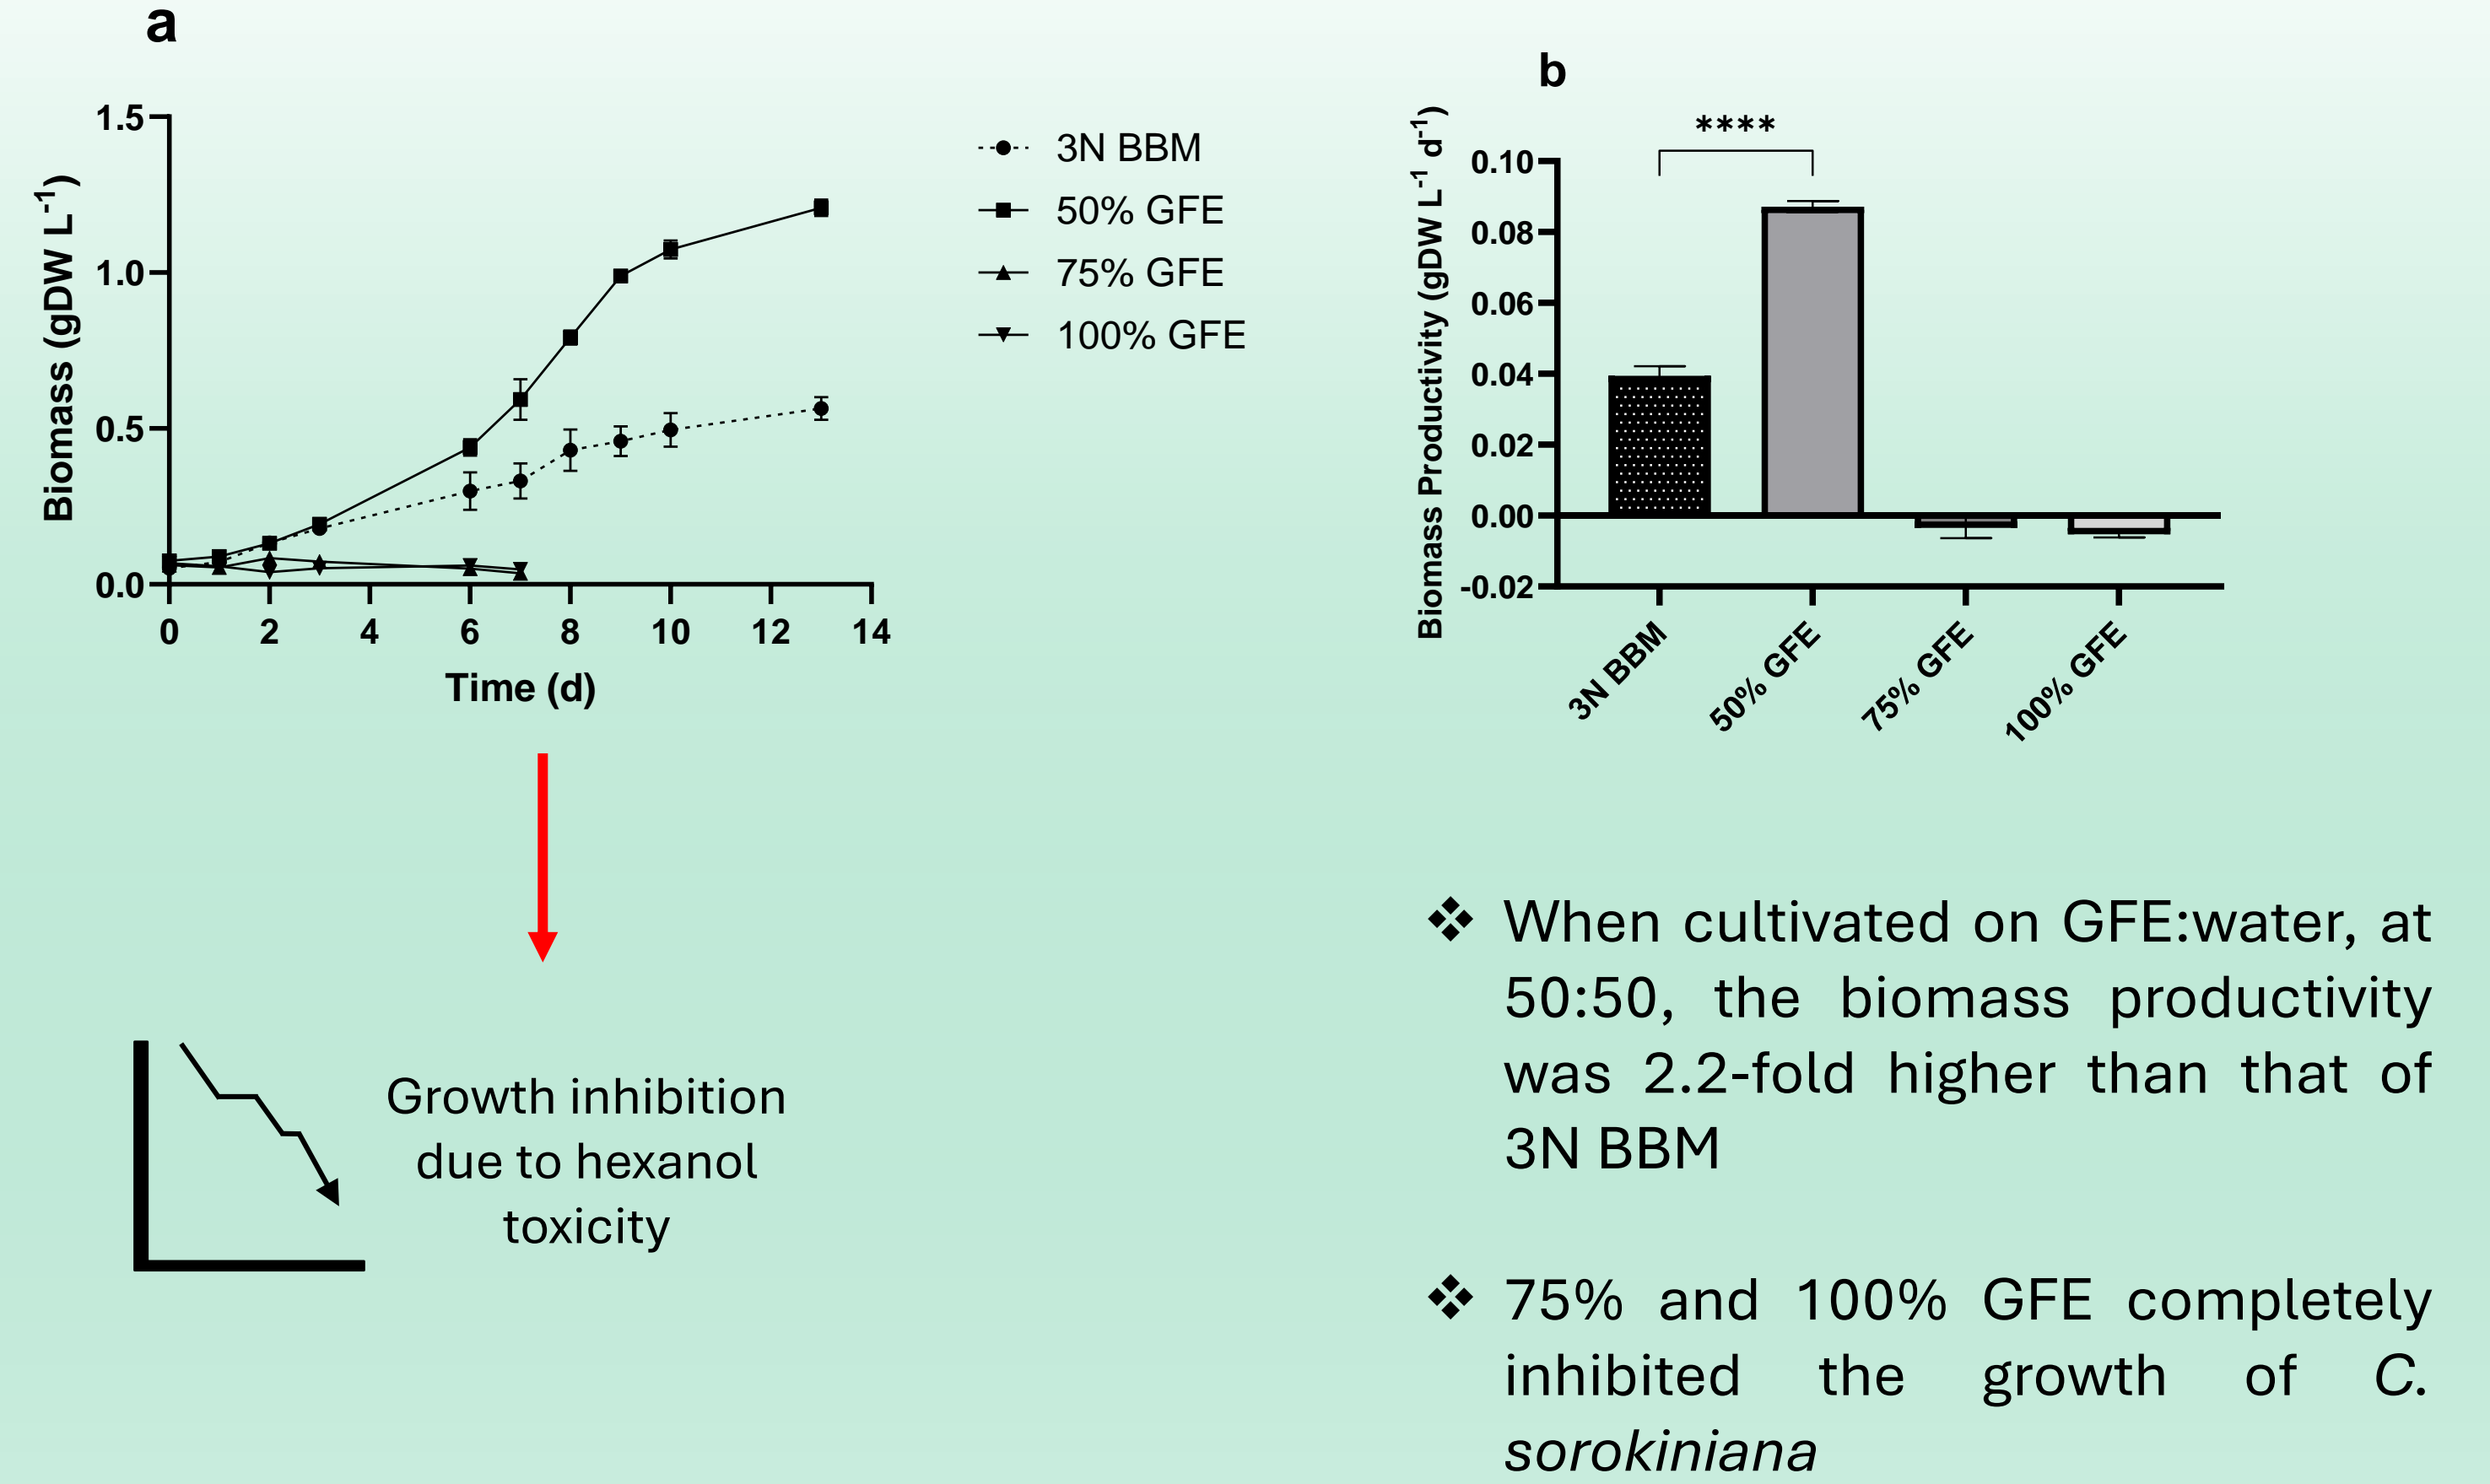 a
1.5
1.0
0.5
0.0
Biomass (gDW L⁻¹)
0 2 4 6 8 10 12 14
Time (d)
3N BBM
50% GFE
75% GFE
100% GFE
b
****
0.10
0.08
0.06
0.04
0.02
0.00
-0.02
Biomass Productivity (gDW L⁻¹ d⁻¹)
3N BBM
50% GFE
75% GFE
100% GFE
Growth inhibition
due to hexanol
toxicity
❖ When cultivated on GFE:water, at
50:50, the biomass productivity
was 2.2-fold higher than that of
3N BBM
❖ 75% and 100% GFE completely
inhibited the growth of C.
sorokiniana